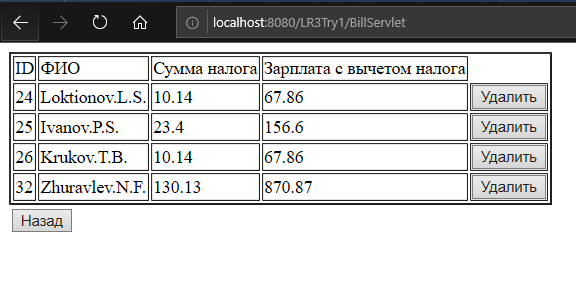 localhost:8080/LR3Try1/BillServlet
ID ФИО Сумма налога Зарплата с вычетом налога
24 Loktionov.L.S. 10.14 67.86 Удалить
25 Ivanov.P.S. 23.4 156.6 Удалить
26 Krukov.T.B. 10.14 67.86 Удалить
32 Zhuravlev.N.F. 130.13 870.87 Удалить
Назад